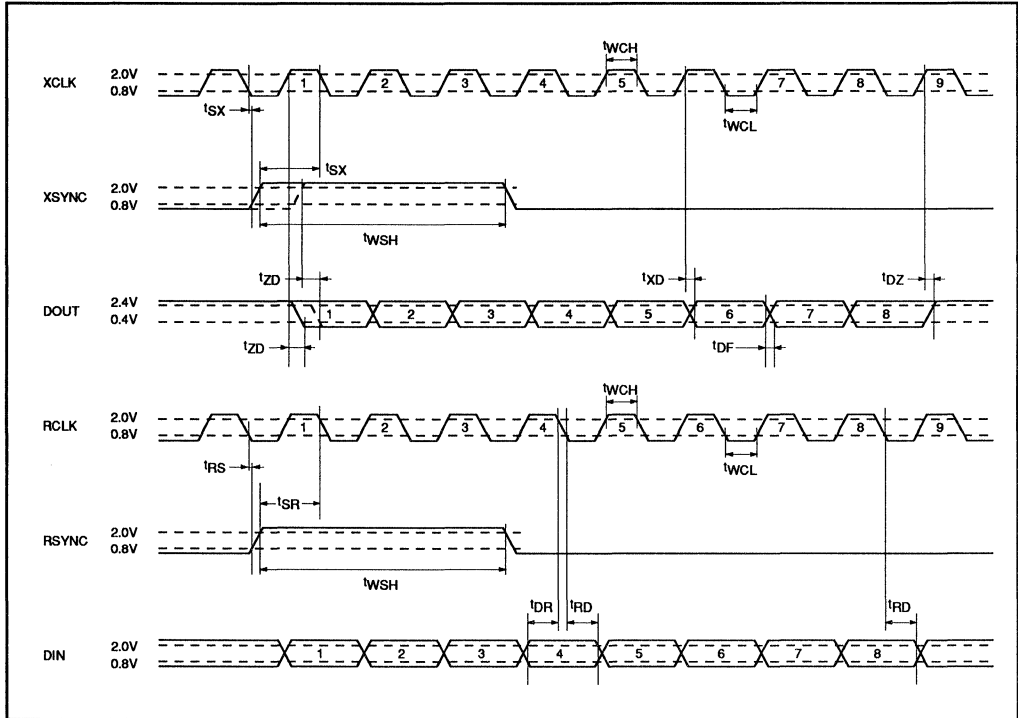 tWCH
XCLK 2.0V 1 2 3 4 5 7 8 9
0.8V
tSX tWCL
tSX
XSYNC 2.0V
0.8V
tWSH
tZD tXD tDZ
DOUT 2.4V
0.4V 1 2 3 4 5 6 7 8
tZD tDF
tWCH
RCLK 2.0V
0.8V 1 2 3 4 5 6 7 8 9
tRS tWCL
tSR
RSYNC 2.0V
0.8V
tWSH
tDR tRD tRD
DIN 2.0V
0.8V 1 2 3 4 5 6 7 8